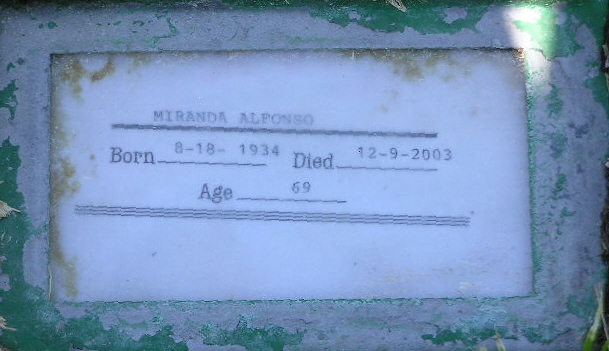 MIRANDA ALFONSO
Born 8-18- 1934 Died 12-9-2003
Age 69